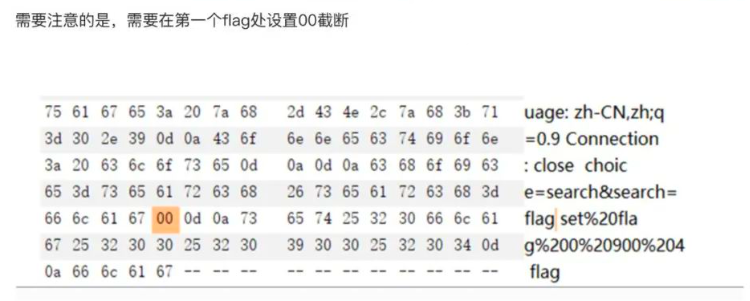 需要注意的是，需要在第一个flag处设置00截断
75 61 67 65 3a 20 7a 68 2d 43 4e 2c 7a 68 3b 71 uage: zh-CN,zh;q
3d 30 2e 39 0d 0a 43 6f 6e 6e 65 63 74 69 6f 6e =0.9 Connection
3a 20 63 6c 6f 73 65 0d 0a 0d 0a 63 68 6f 69 63 : close choic
65 3d 73 65 61 72 63 68 26 73 65 61 72 63 68 3d e=search&search=
66 6c 61 67 00 0d 0a 73 65 74 25 32 30 66 6c 61 flag set%20fla
67 25 32 30 30 25 32 30 39 30 30 25 32 30 34 0d g%200%20900%204
0a 66 6c 61 67 -- -- -- -- -- -- -- -- -- -- -- flag